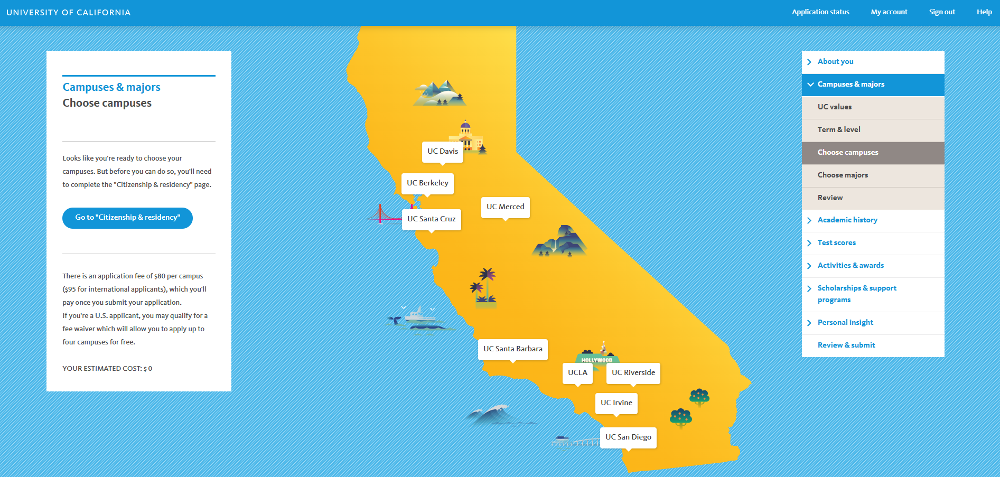 UNIVERSITY OF CALIFORNIA
Application status
My account
Sign out
Help
Campuses & majors
Choose campuses
Looks like you're ready to choose your
campuses. But before you can do so, you'll need
to complete the "Citizenship & residency" page.
Go to "Citizenship & residency"
There is an application fee of $80 per campus
($95 for international applicants), which you'll
pay once you submit your application.
If you're a U.S. applicant, you may qualify for a
fee waiver which will allow you to apply up to
four campuses for free.
YOUR ESTIMATED COST: $ 0
UC Davis
UC Berkeley
UC Merced
UC Santa Cruz
UC Santa Barbara
HOLLYWOOD
UCLA
UC Riverside
UC Irvine
UC San Diego
About you
Campuses & majors
UC values
Term & level
Choose campuses
Choose majors
Review
Academic history
Test scores
Activities & awards
Scholarships & support
programs
Personal insight
Review & submit